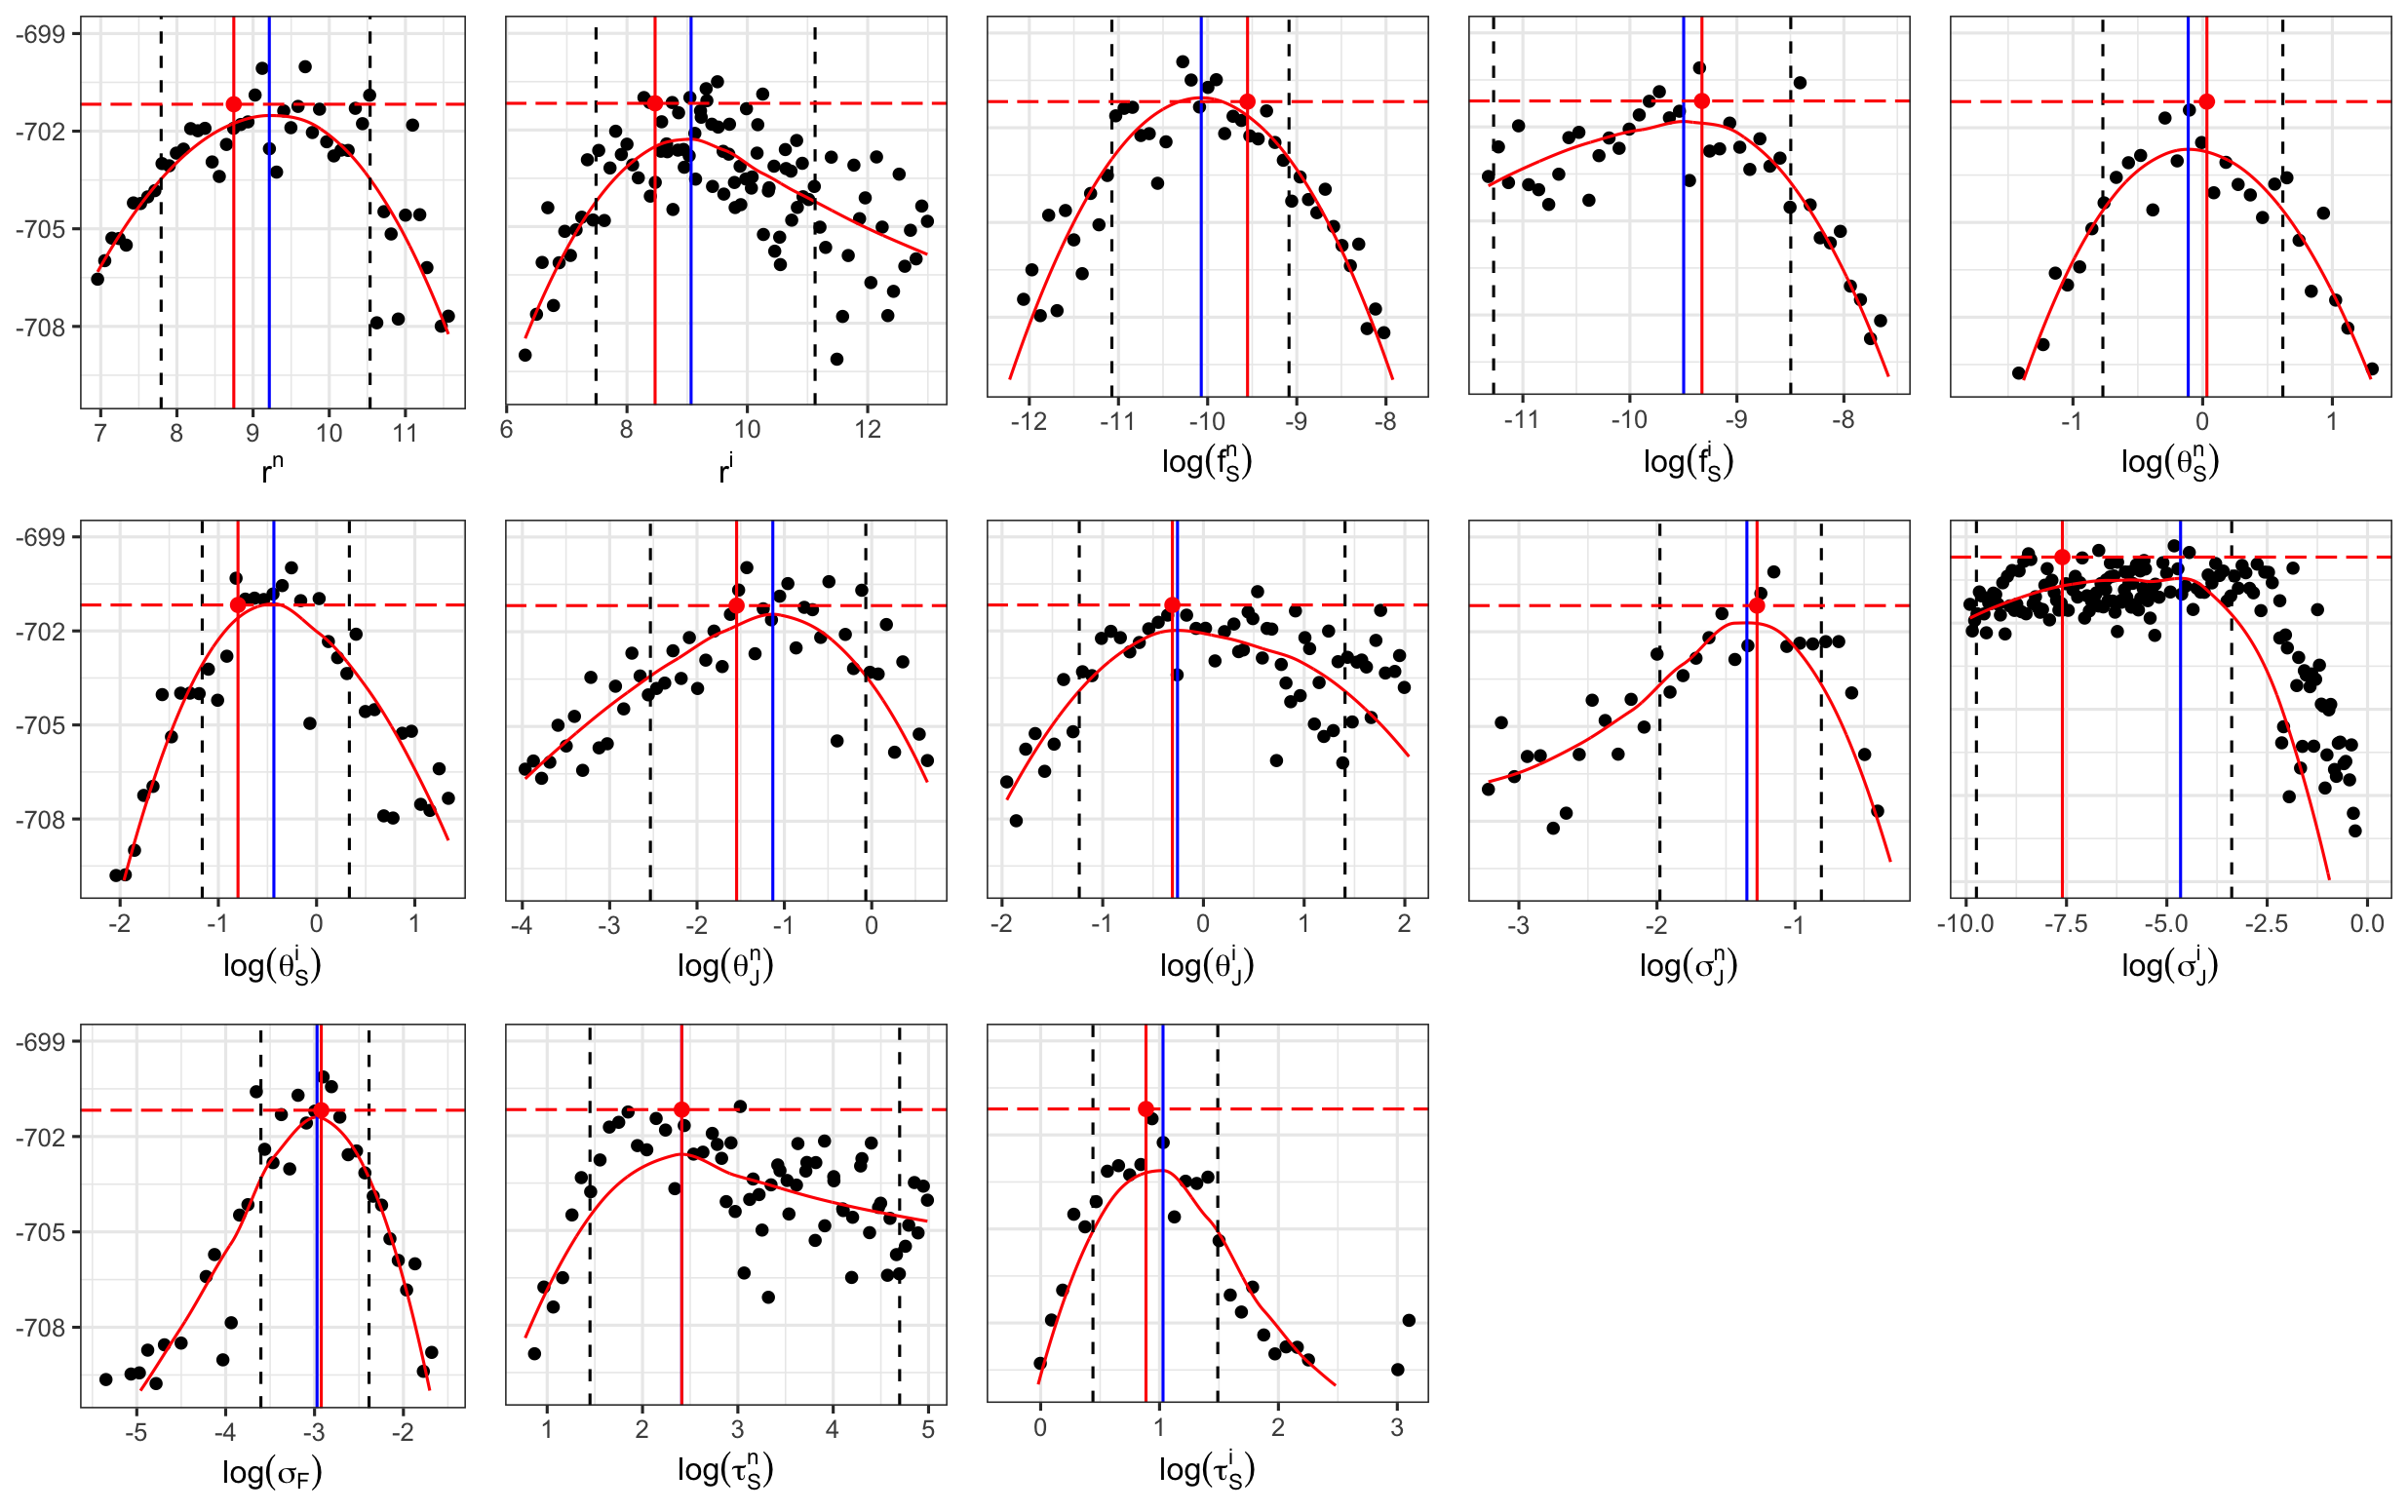 -699
-702
-705
-708
7 8 9 10 11
6 8 10 12
-12 -11 -10 -9 -8
-11 -10 -9 -8
-1 0 1
rⁿ
rⁱ
log(f_S^n)
log(f_S^i)
log(θ_S^n)
-699
-702
-705
-708
-2 -1 0 1
-4 -3 -2 -1 0
-2 -1 0 1 2
-3 -2 -1
-10.0 -7.5 -5.0 -2.5 0.0
log(θ_S^i)
log(θ_J^n)
log(θ_J^i)
log(σ_J^n)
log(σ_J^i)
-699
-702
-705
-708
-5 -4 -3 -2
1 2 3 4 5
0 1 2 3
log(σ_F)
log(τ_S^n)
log(τ_S^i)